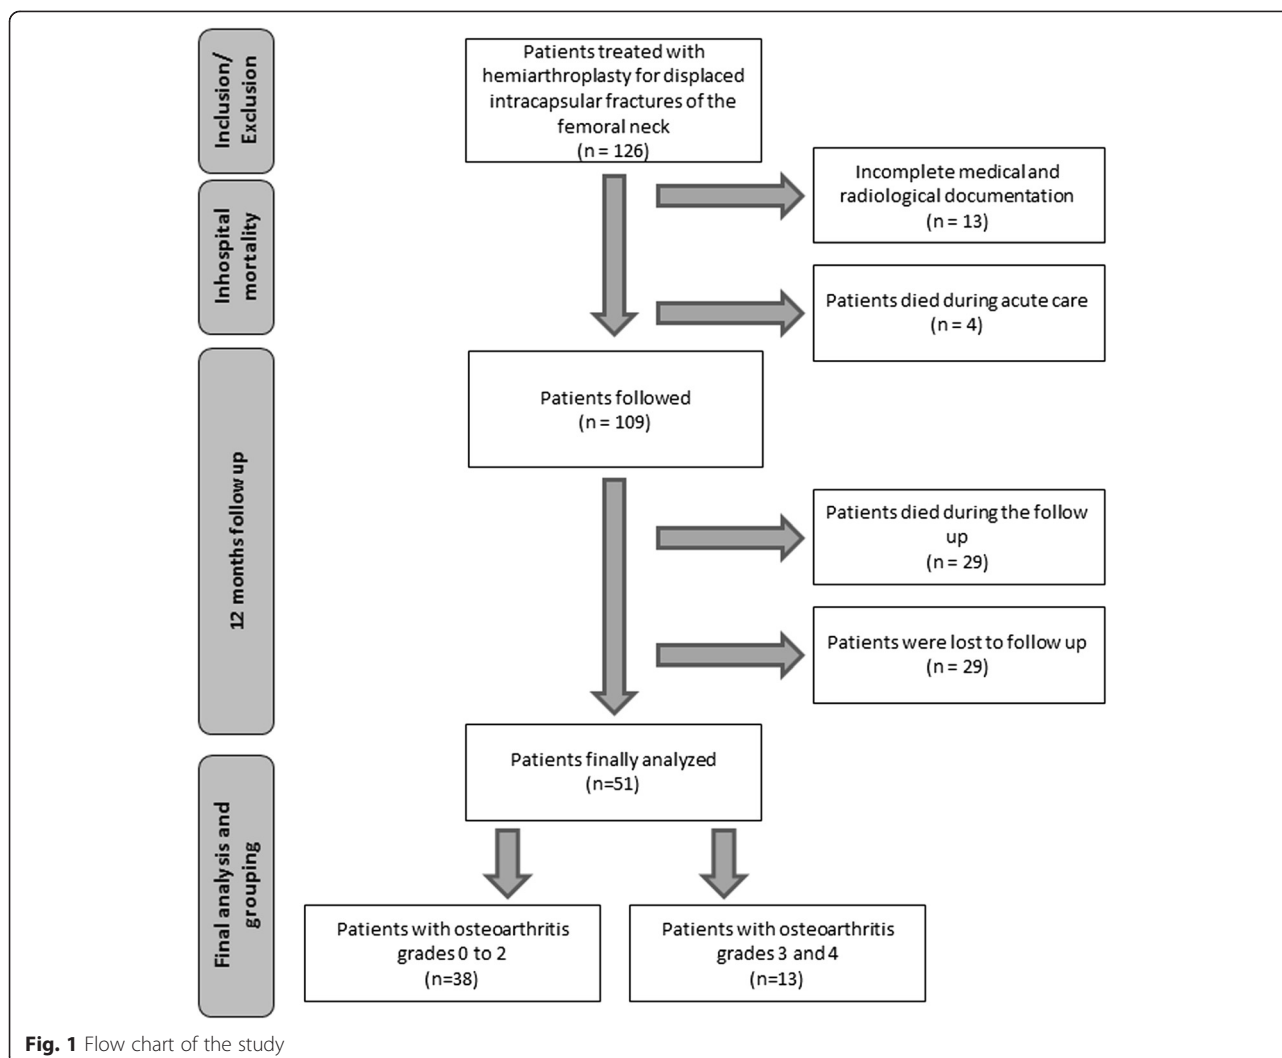 Inclusion/
Exclusion
Patients treated with
hemiarthroplasty for displaced
intracapsular fractures of the
femoral neck
(n = 126)
Incomplete medical and
radiological documentation
(n = 13)
Inhospital
mortality
Patients died during acute care
(n = 4)
Patients followed
(n = 109)
12 months follow up
Patients died during the follow
up
(n = 29)
Patients were lost to follow up
(n = 29)
Patients finally analyzed
(n=51)
Final analysis and
grouping
Patients with osteoarthritis
grades 0 to 2
(n=38)
Patients with osteoarthritis
grades 3 and 4
(n=13)
Fig. 1 Flow chart of the study